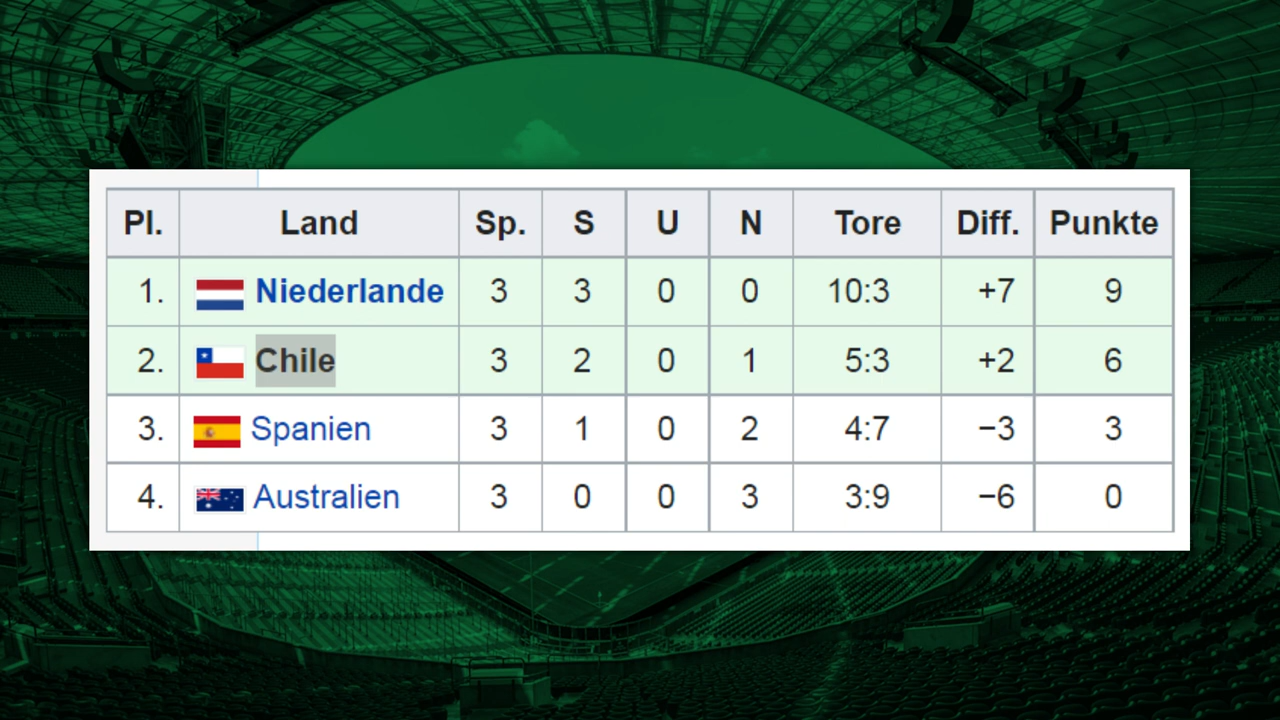 Pl. Land Sp. S U N Tore Diff. Punkte
1. Niederlande 3 3 0 0 10:3 +7 9
2. Chile 3 2 0 1 5:3 +2 6
3. Spanien 3 1 0 2 4:7 −3 3
4. Australien 3 0 0 3 3:9 −6 0